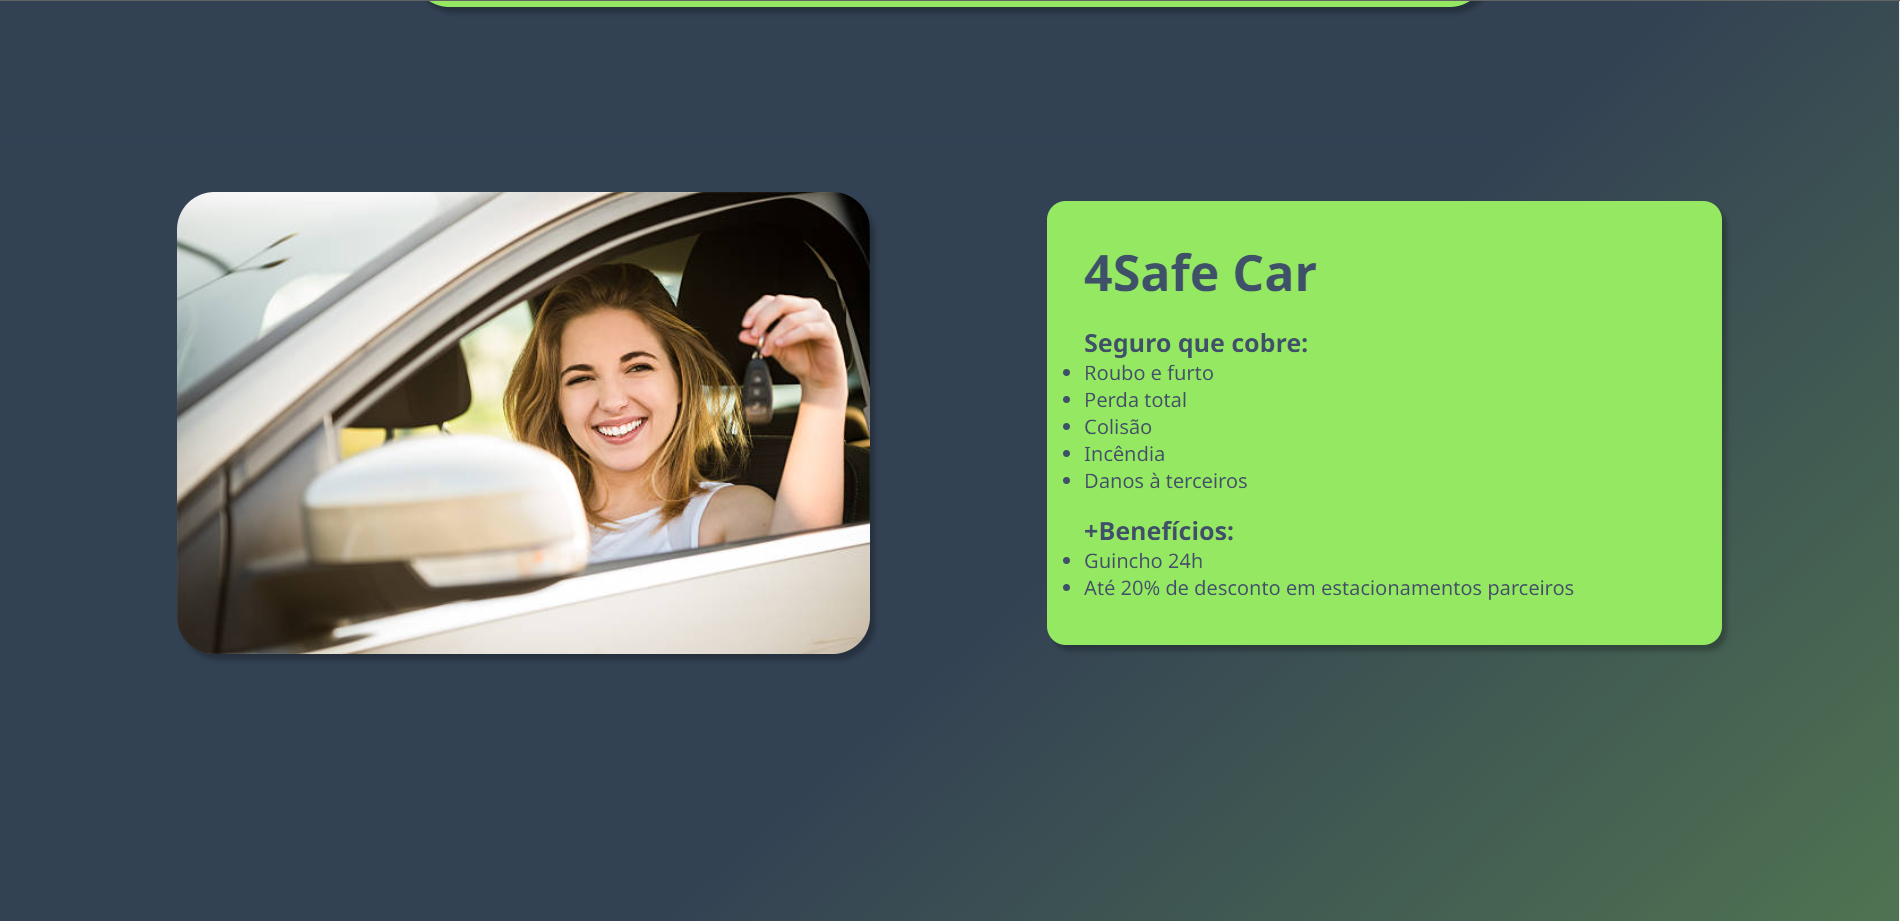 4Safe Car
Seguro que cobre:
Roubo e furto
Perda total
Colisão
Incêndia
Danos à terceiros
+Benefícios:
Guincho 24h
Até 20% de desconto em estacionamentos parceiros